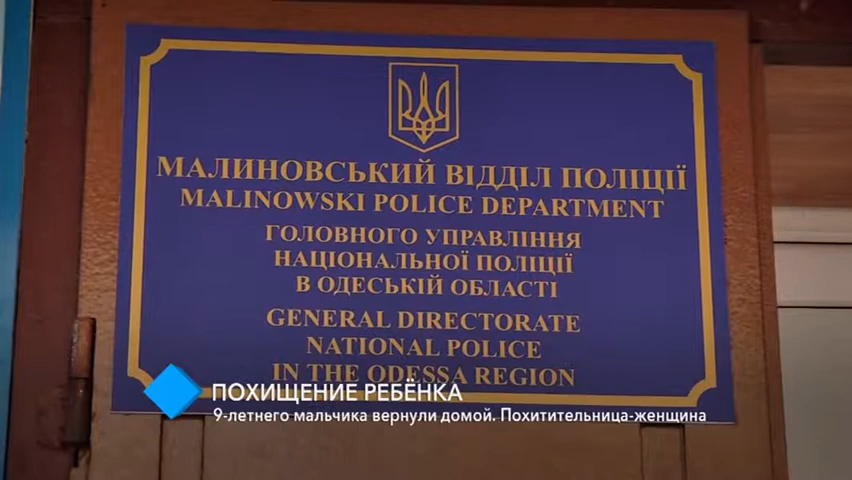 МАЛИНОВСЬКИЙ ВІДДІЛ ПОЛІЦІЇ
MALINOWSKI POLICE DEPARTMENT
ГОЛОВНОГО УПРАВЛІННЯ
НАЦІОНАЛЬНОЇ ПОЛІЦІЇ
В ОДЕСЬКІЙ ОБЛАСТІ
GENERAL DIRECTORATE
NATIONAL POLICE
IN THE ODESSA REGION
ПОХИЩЕНИЕ РЕБЁНКА
9-летнего мальчика вернули домой. Похитительница-женщина